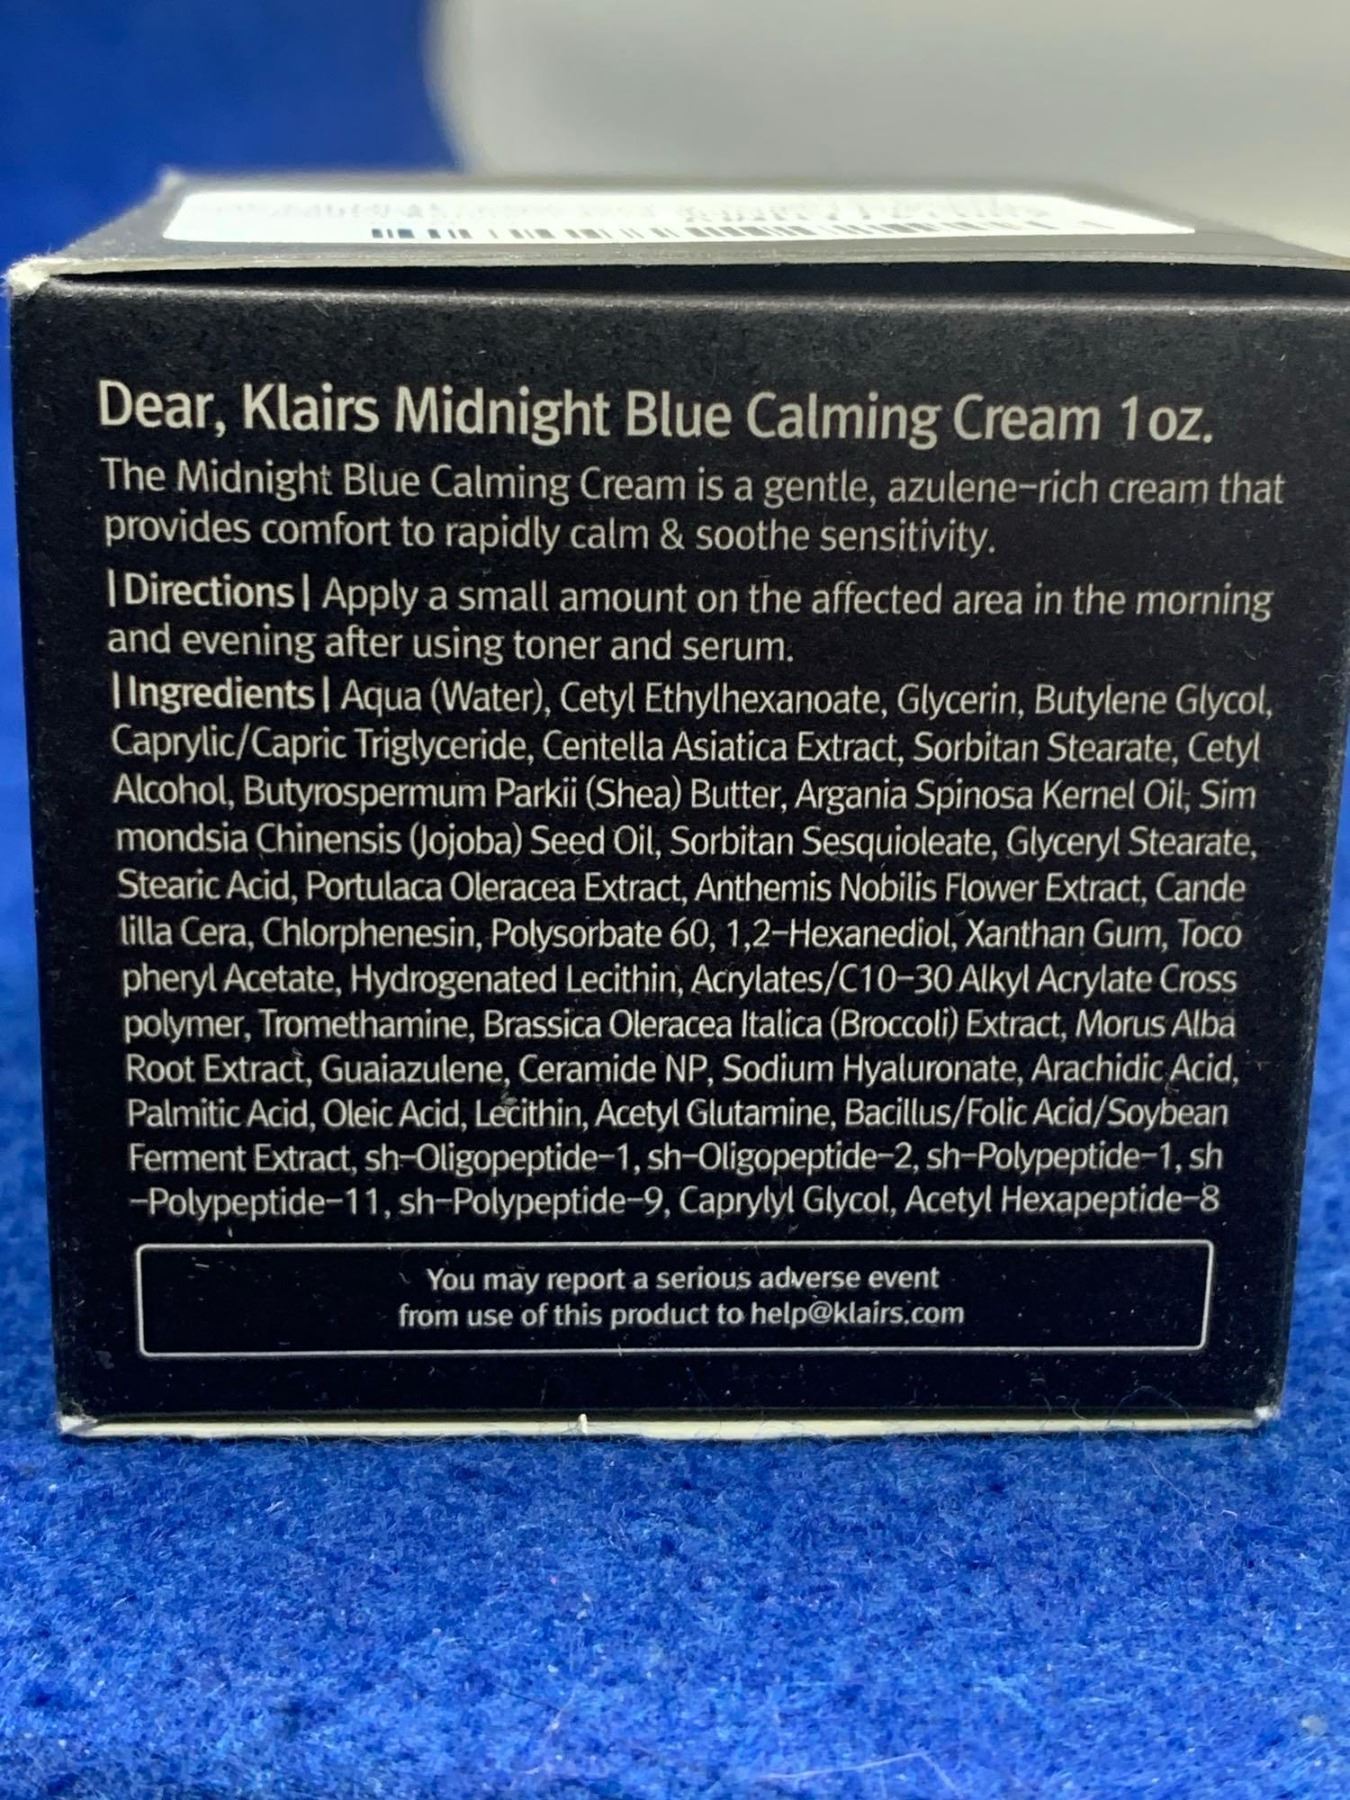 Dear, Klairs Midnight Blue Calming Cream 1oz.
The Midnight Blue Calming Cream is a gentle, azulene-rich cream that
provides comfort to rapidly calm & soothe sensitivity.
| Directions | Apply a small amount on the affected area in the morning
and evening after using toner and serum.
| Ingredients | Aqua (Water), Cetyl Ethylhexanoate, Glycerin, Butylene Glycol,
Caprylic/Capric Triglyceride, Centella Asiatica Extract, Sorbitan Stearate, Cetyl
Alcohol, Butyrospermum Parkii (Shea) Butter, Argania Spinosa Kernel Oil, Sim
mondsia Chinensis (Jojoba) Seed Oil, Sorbitan Sesquioleate, Glyceryl Stearate,
Stearic Acid, Portulaca Oleracea Extract, Anthemis Nobilis Flower Extract, Cande
lilla Cera, Chlorphenesin, Polysorbate 60, 1,2-Hexanediol, Xanthan Gum, Toco
pheryl Acetate, Hydrogenated Lecithin, Acrylates/C10-30 Alkyl Acrylate Cross
polymer, Tromethamine, Brassica Oleracea Italica (Broccoli) Extract, Morus Alba
Root Extract, Guaiazulene, Ceramide NP, Sodium Hyaluronate, Arachidic Acid,
Palmitic Acid, Oleic Acid, Lecithin, Acetyl Glutamine, Bacillus/Folic Acid/Soybean
Ferment Extract, sh-Oligopeptide-1, sh-Oligopeptide-2, sh-Polypeptide-1, sh
-Polypeptide-11, sh-Polypeptide-9, Caprylyl Glycol, Acetyl Hexapeptide-8
You may report a serious adverse event
from use of this product to help@klairs.com